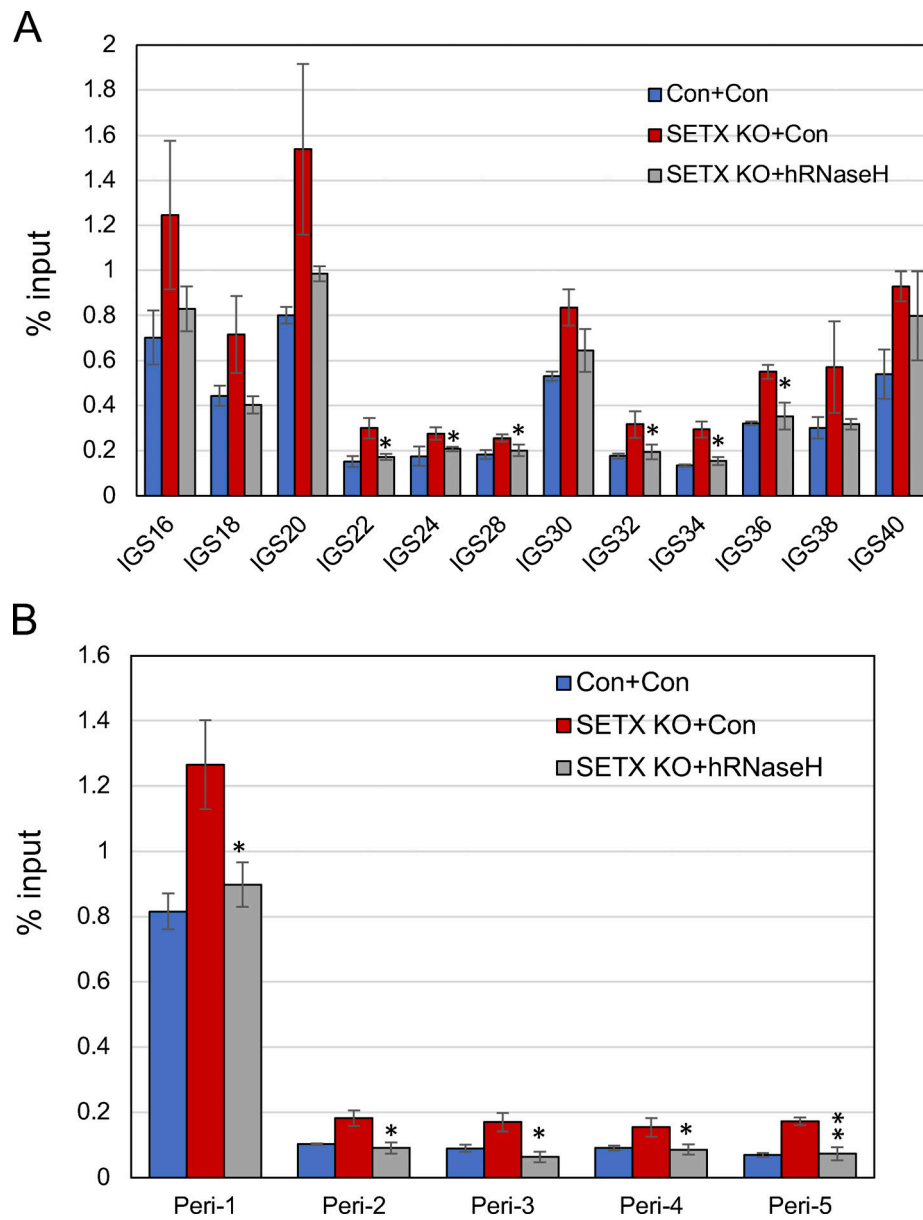 A
2
1.8
1.6
1.4
1.2
1
0.8
0.6
0.4
0.2
0
% input
Con+Con
SETX KO+Con
SETX KO+hRNaseH
* * * * * *
IGS16 IGS18 IGS20 IGS22 IGS24 IGS28 IGS30 IGS32 IGS34 IGS36 IGS38 IGS40
B
1.6
1.4
1.2
1
0.8
0.6
0.4
0.2
0
% input
Con+Con
SETX KO+Con
SETX KO+hRNaseH
* * * * **
Peri-1 Peri-2 Peri-3 Peri-4 Peri-5